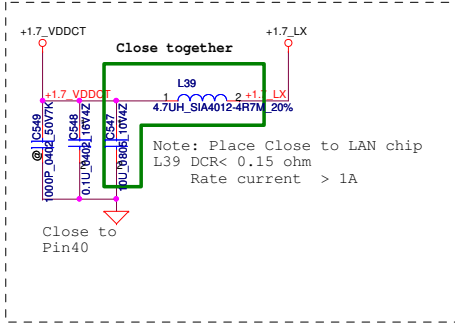 +1.7_VDDCT
+1.7_LX
Close together
L39
+1.7_VDDCT
1
2
+1.7_LX
4.7UH_SIA4012-4R7M_20%
@
C549
1000P_0402_50V7K
C548
0.1U_0402_16V4Z
C547
10U_0805_10V4Z
Note: Place Close to LAN chip
L39 DCR< 0.15 ohm
Rate current > 1A
Close to
Pin40